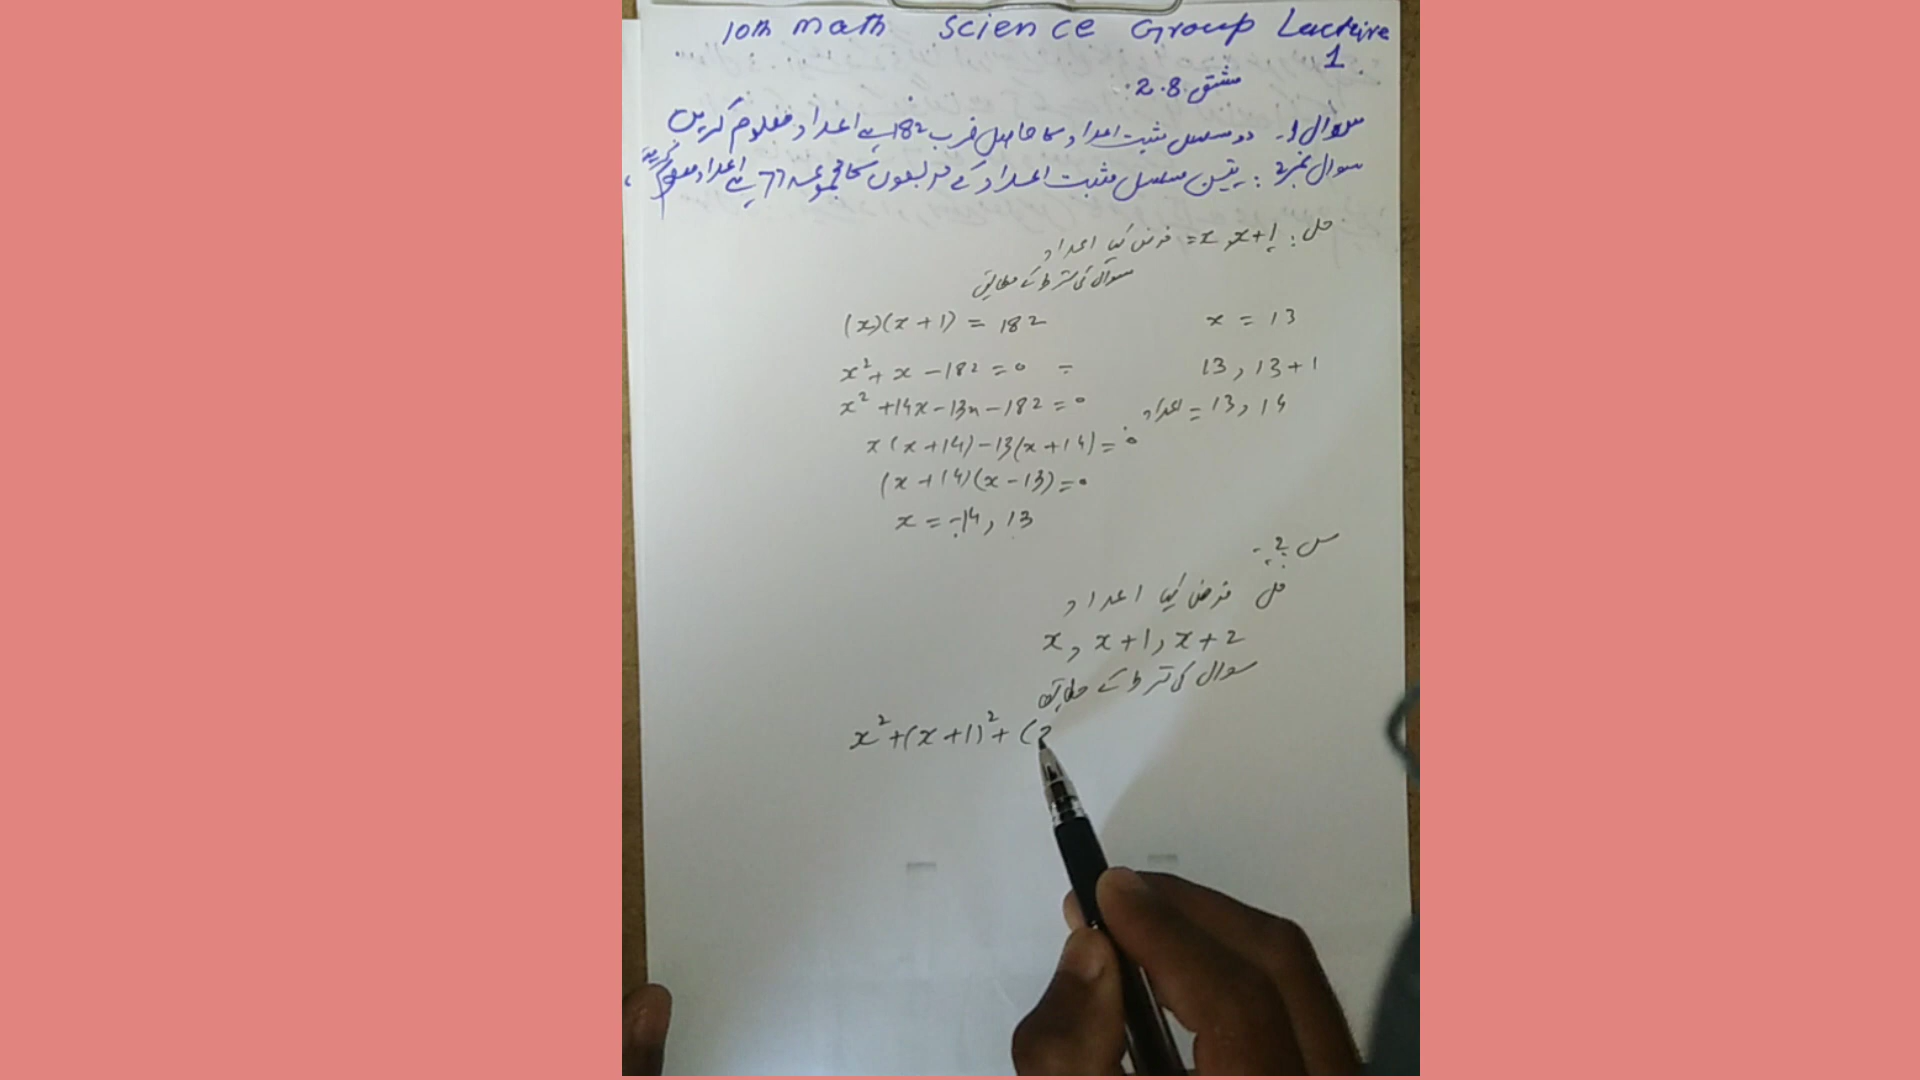 10th math Science Group Lecture
1
مشق 2.8
سوال 1۔ دو مسلسل مثبت اعداد کا حاصل ضرب 182 ہے اعداد معلوم کریں
سوال نمبر 2: تین مسلسل مثبت اعداد کے مربعوں کا مجموعہ 77 ہے اعداد معلوم کریں
حل: فرض کیا اعداد = x, x+1
سوال کی شرط کے مطابق
(x)(x+1) = 182
x² + x - 182 = 0 =
x² + 14x - 13x - 182 = 0
x(x+14) - 13(x+14) = 0
(x+14)(x-13) = 0
x = -14, 13
x = 13
13, 13+1
اعداد = 13, 14
س 2۔
حل فرض کیا اعداد
x, x+1, x+2
سوال کی شرط کے مطابق
x² + (x+1)² + (